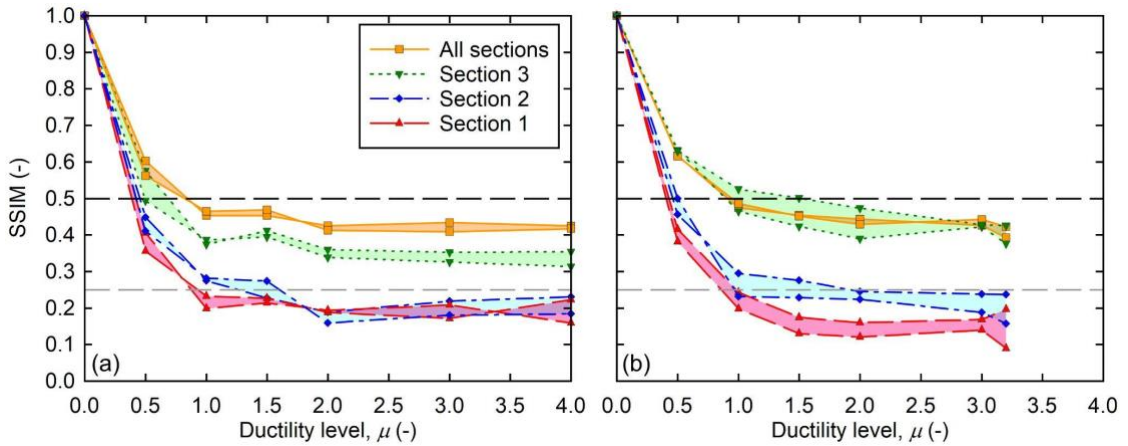 1.0
0.9
0.8
0.7
0.6
0.5
0.4
0.3
0.2
0.1
0.0
SSIM (-)
All sections
Section 3
Section 2
Section 1
(a)
0.0 0.5 1.0 1.5 2.0 2.5 3.0 3.5 4.0
Ductility level, μ (-)
(b)
0.0 0.5 1.0 1.5 2.0 2.5 3.0 3.5 4.0
Ductility level, μ (-)